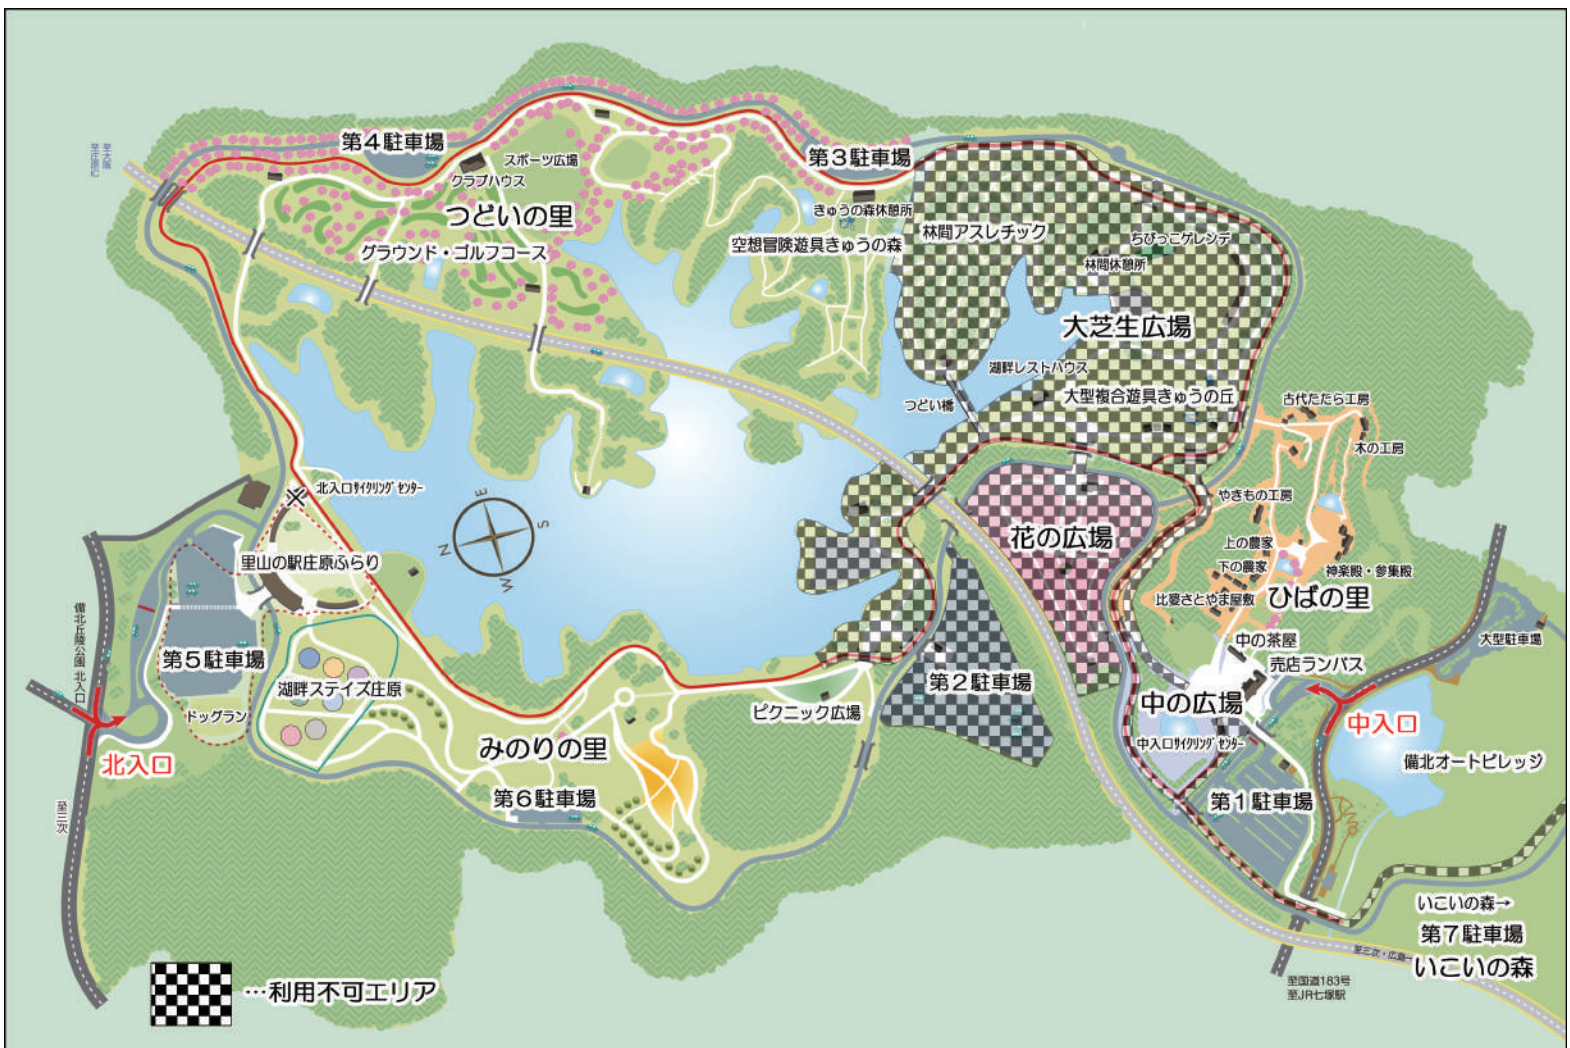 至大阪
至庄原IC
第4駐車場
スポーツ広場
クラブハウス
つどいの里
グラウンド・ゴルフコース
第3駐車場
きゅうの森休憩所
空想冒険遊具きゅうの森
林間アスレチック
ちびっこゲレンデ
林間休憩所
大芝生広場
湖畔レストハウス
大型複合遊具きゅうの丘
つどい橋
古代たたら工房
木の工房
やきもの工房
上の農家
下の農家
神楽殿・参集殿
比婆さとやま屋敷
ひばの里
花の広場
北入口サイクリングセンター
E
S
N
W
里山の駅庄原ふらり
備北丘陵公園 北入口
第5駐車場
湖畔ステイズ庄原
ドッグラン
北入口
至三次
みのりの里
第6駐車場
ピクニック広場
第2駐車場
中の茶屋
売店ランパス
中の広場
中入口サイクリングセンター
中入口
大型駐車場
備北オートビレッジ
第1駐車場
いこいの森→
第7駐車場
いこいの森
至三次・広島→
至国道183号
至JR七塚駅
…利用不可エリア